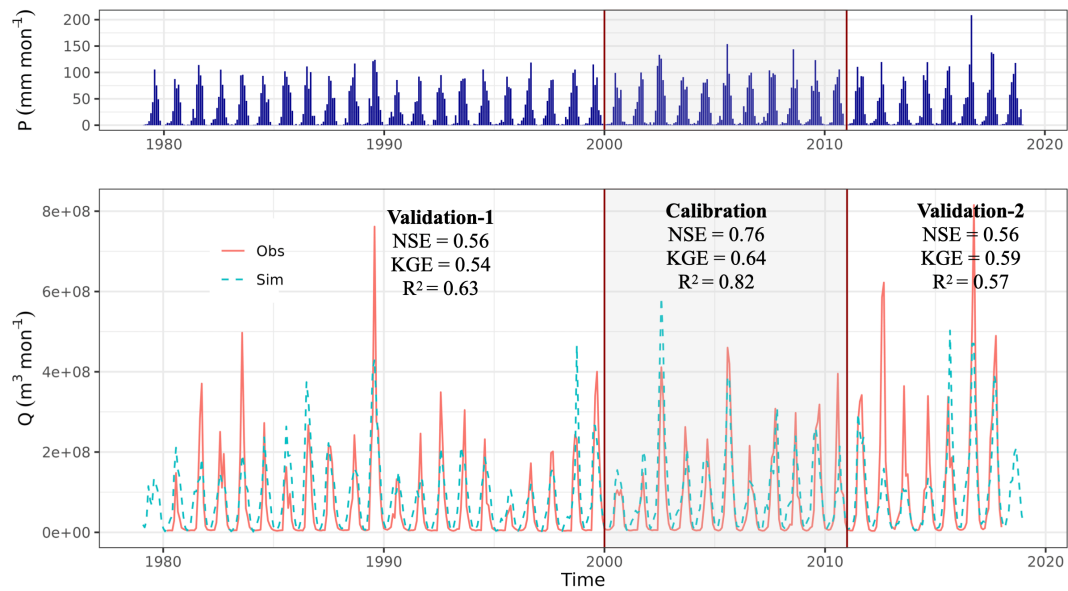 P (mm mon⁻¹)
200
150
100
50
0
1980
1990
2000
2010
2020
Q (m³ mon⁻¹)
8e+08
6e+08
4e+08
2e+08
0e+00
Obs
Sim
Validation-1
NSE = 0.56
KGE = 0.54
R² = 0.63
Calibration
NSE = 0.76
KGE = 0.64
R² = 0.82
Validation-2
NSE = 0.56
KGE = 0.59
R² = 0.57
1980
1990
2000
2010
2020
Time